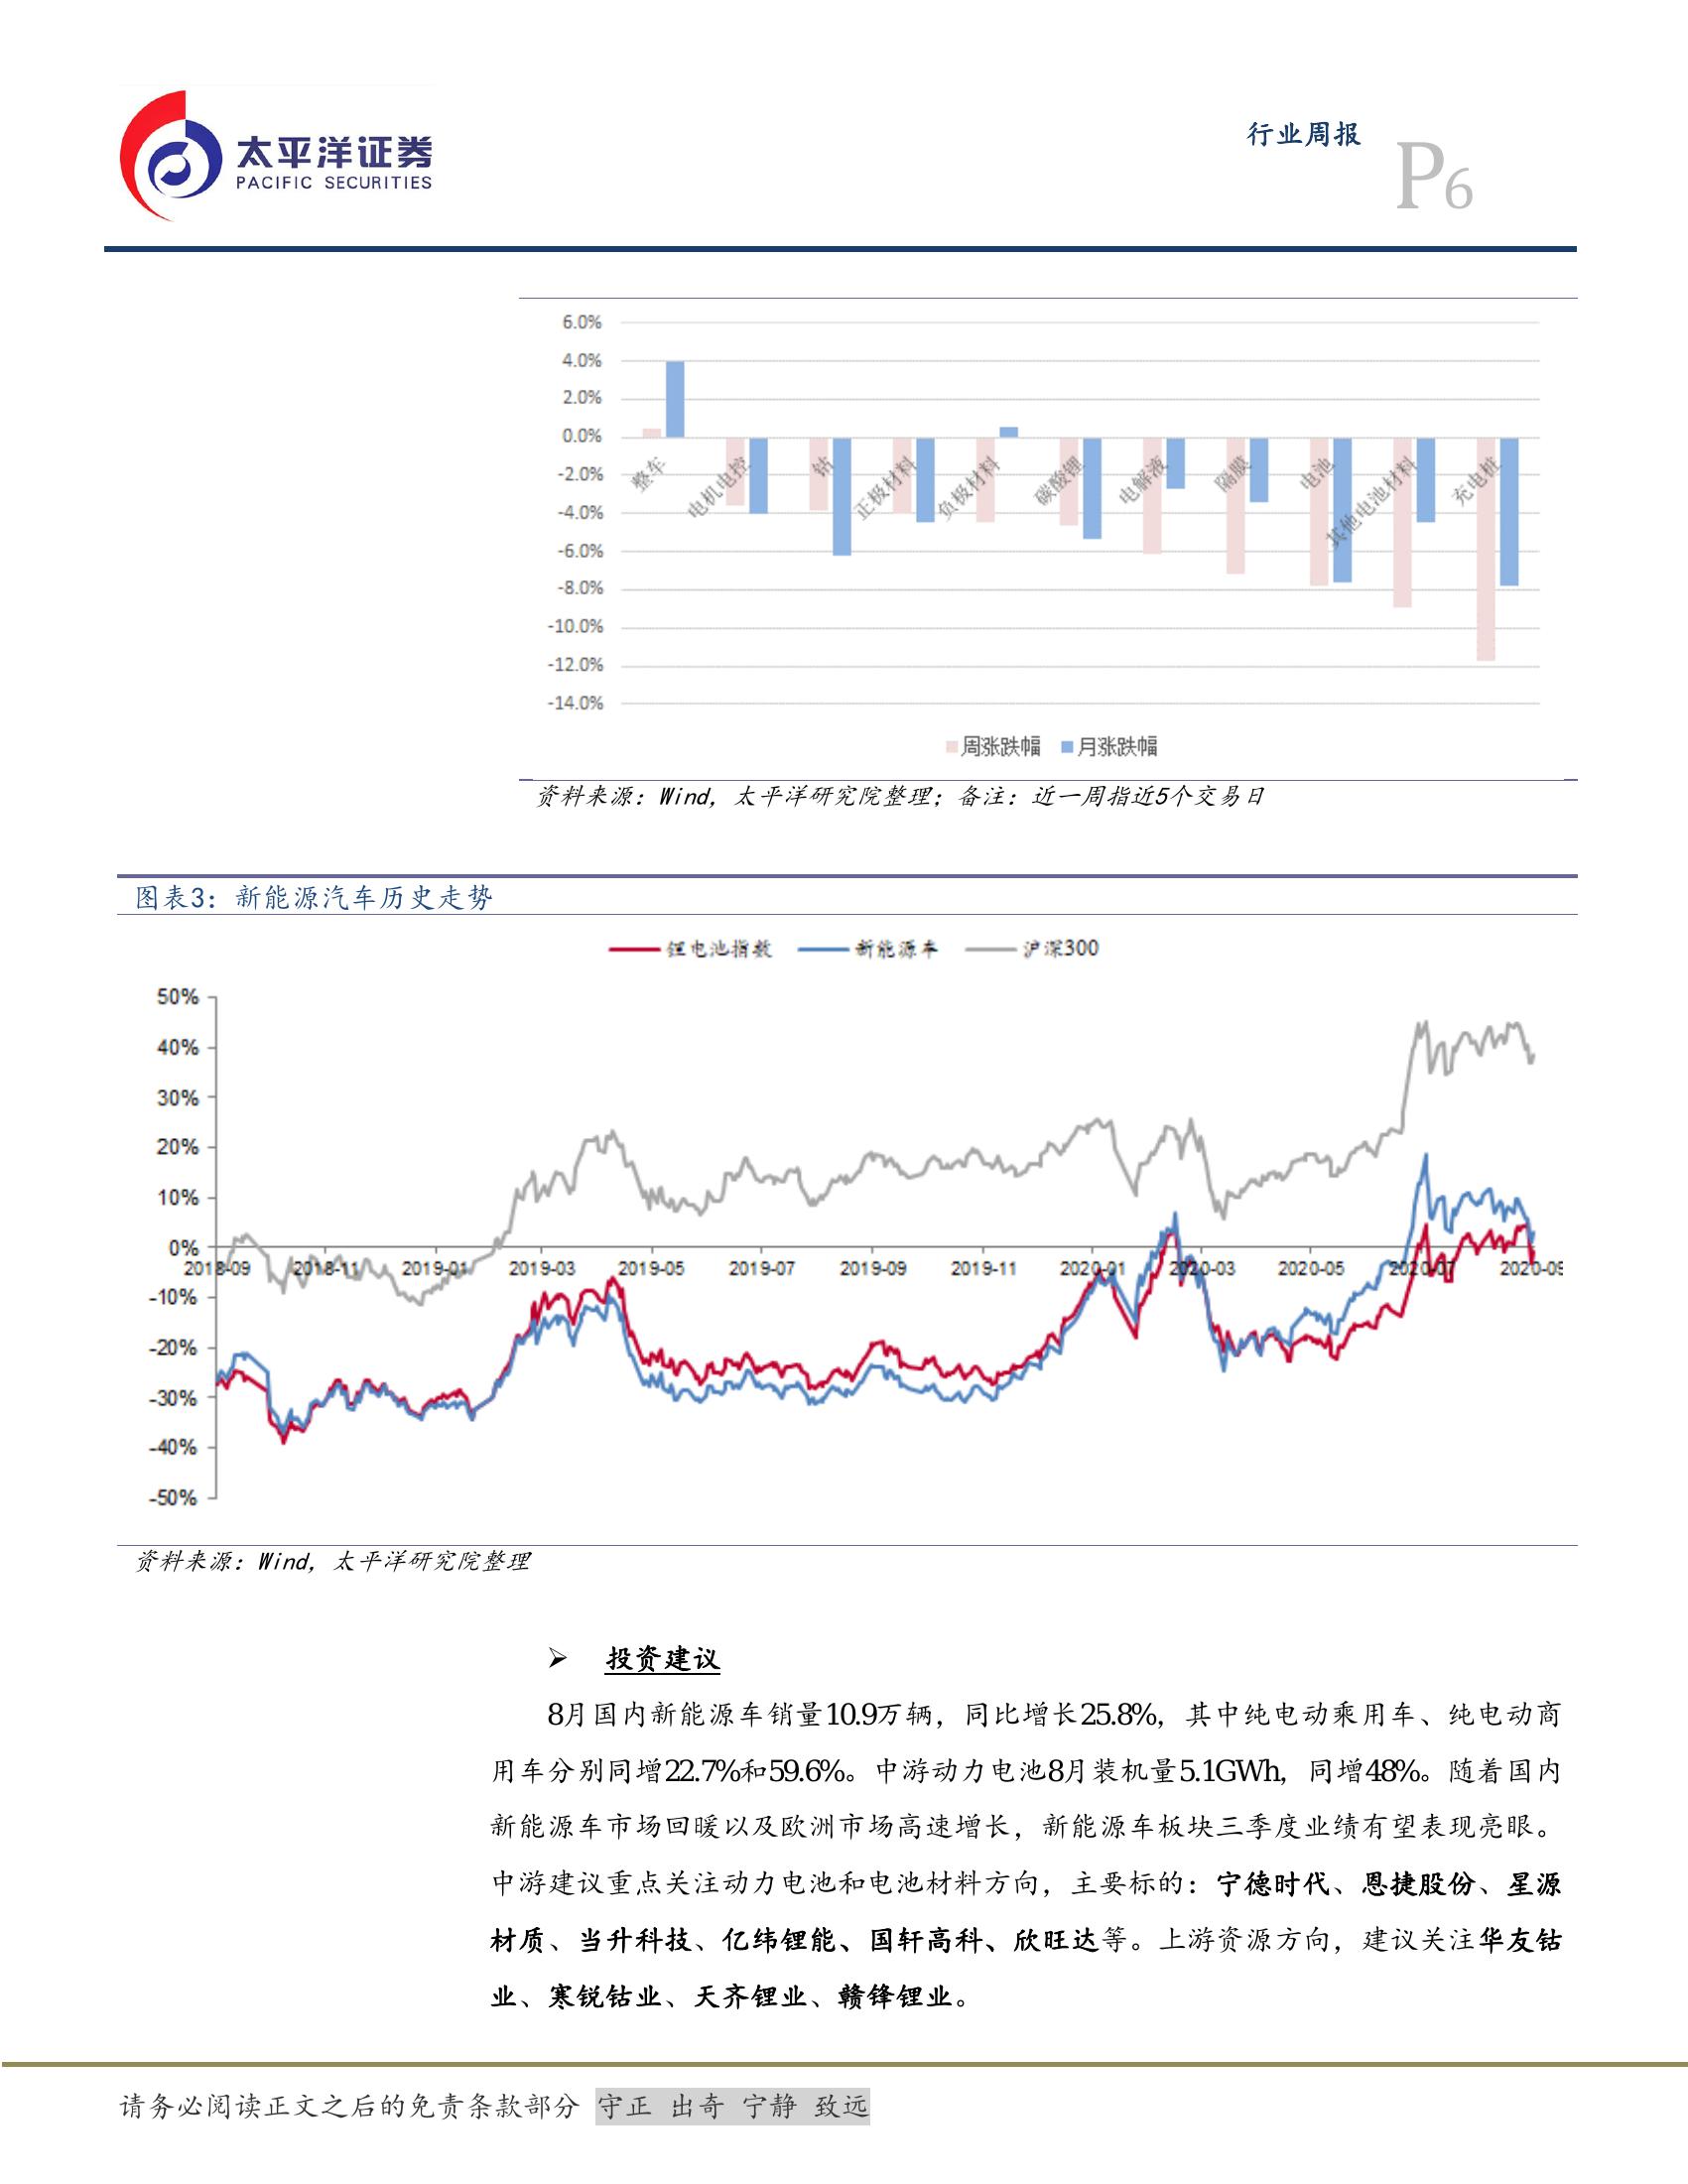 太平洋证券
PACIFIC SECURITIES
行业周报
P6
6.0%
4.0%
2.0%
0.0%
-2.0%
-4.0%
-6.0%
-8.0%
-10.0%
-12.0%
-14.0%
整车
电机电控
钴
正极材料
负极材料
碳酸锂
电解液
隔膜
电池
其他电池材料
充电桩
周涨跌幅 月涨跌幅
资料来源：Wind，太平洋研究院整理；备注：近一周指近5个交易日
图表3：新能源汽车历史走势
锂电池指数 新能源车 沪深300
50%
40%
30%
20%
10%
0%
-10%
-20%
-30%
-40%
-50%
2018-09 2018-11 2019-01 2019-03 2019-05 2019-07 2019-09 2019-11 2020-01 2020-03 2020-05 2020-07 2020-09
资料来源：Wind，太平洋研究院整理
➢ 投资建议
8月国内新能源车销量10.9万辆，同比增长25.8%，其中纯电动乘用车、纯电动商
用车分别同增22.7%和59.6%。中游动力电池8月装机量5.1GWh，同增48%。随着国内
新能源车市场回暖以及欧洲市场高速增长，新能源车板块三季度业绩有望表现亮眼。
中游建议重点关注动力电池和电池材料方向，主要标的：宁德时代、恩捷股份、星源
材质、当升科技、亿纬锂能、国轩高科、欣旺达等。上游资源方向，建议关注华友钴
业、寒锐钴业、天齐锂业、赣锋锂业。
请务必阅读正文之后的免责条款部分 守正 出奇 宁静 致远